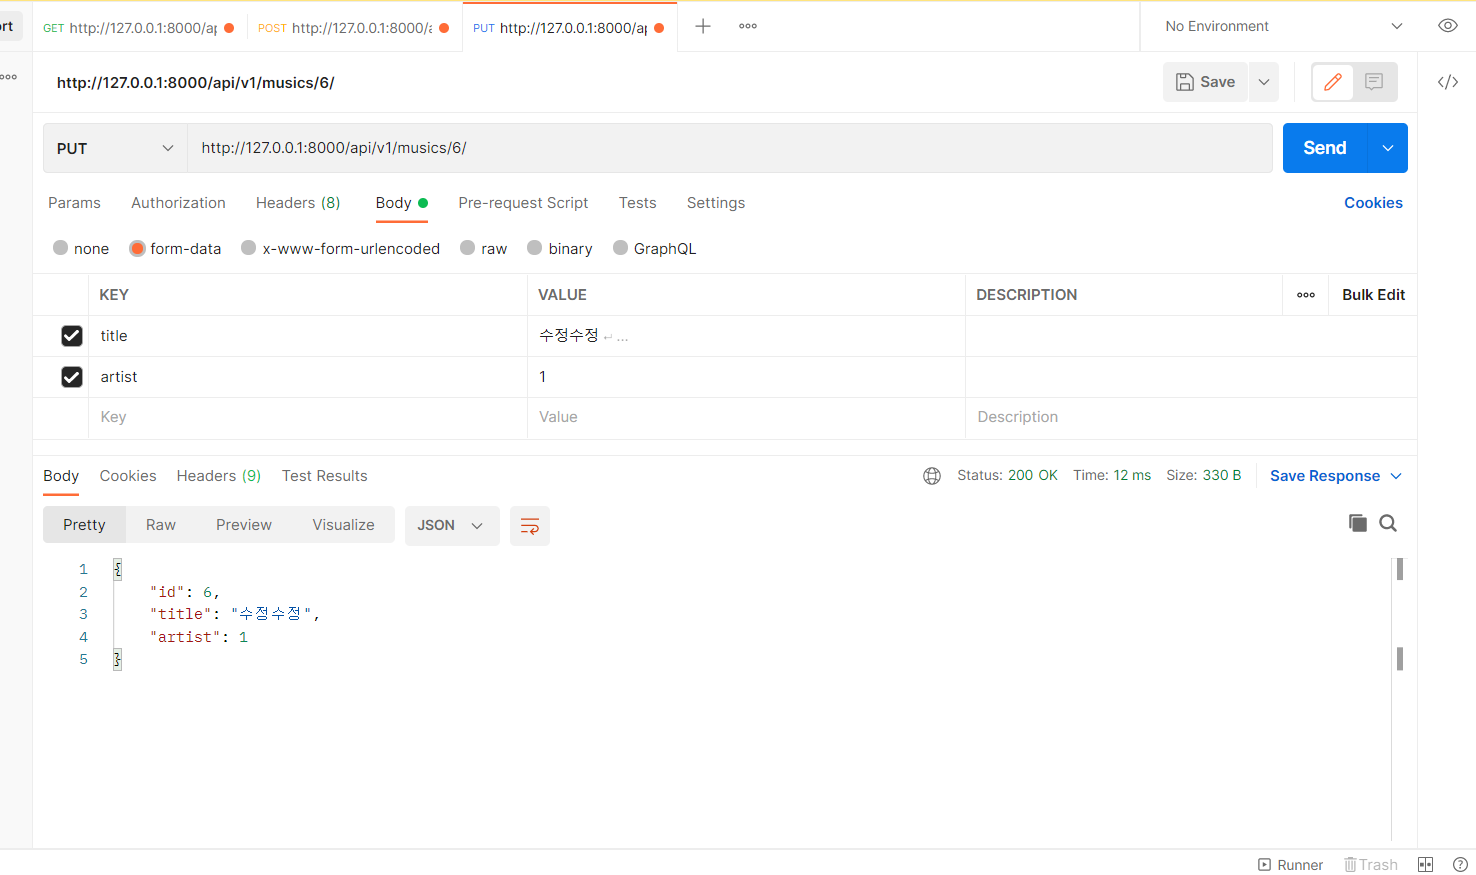 ort
GET http://127.0.0.1:8000/ap POST http://127.0.0.1:8000/a PUT http://127.0.0.1:8000/ap No Environment
http://127.0.0.1:8000/api/v1/musics/6/ Save
PUT http://127.0.0.1:8000/api/v1/musics/6/ Send
Params Authorization Headers (8) Body Pre-request Script Tests Settings Cookies
none form-data x-www-form-urlencoded raw binary GraphQL
KEY VALUE DESCRIPTION Bulk Edit
title 수정수정 ↵ ...
artist 1
Key Value Description
Body Cookies Headers (9) Test Results Status: 200 OK Time: 12 ms Size: 330 B Save Response
Pretty Raw Preview Visualize JSON
1 {
2 "id": 6,
3 "title": "수정수정",
4 "artist": 1
5 }
Runner Trash